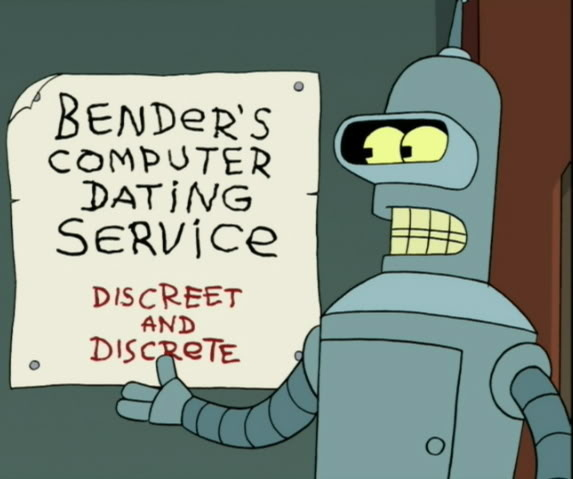 BENDeR'S
COMPUTER
DATiNG
SERViCe
DISCREET
AND
DISCReTE